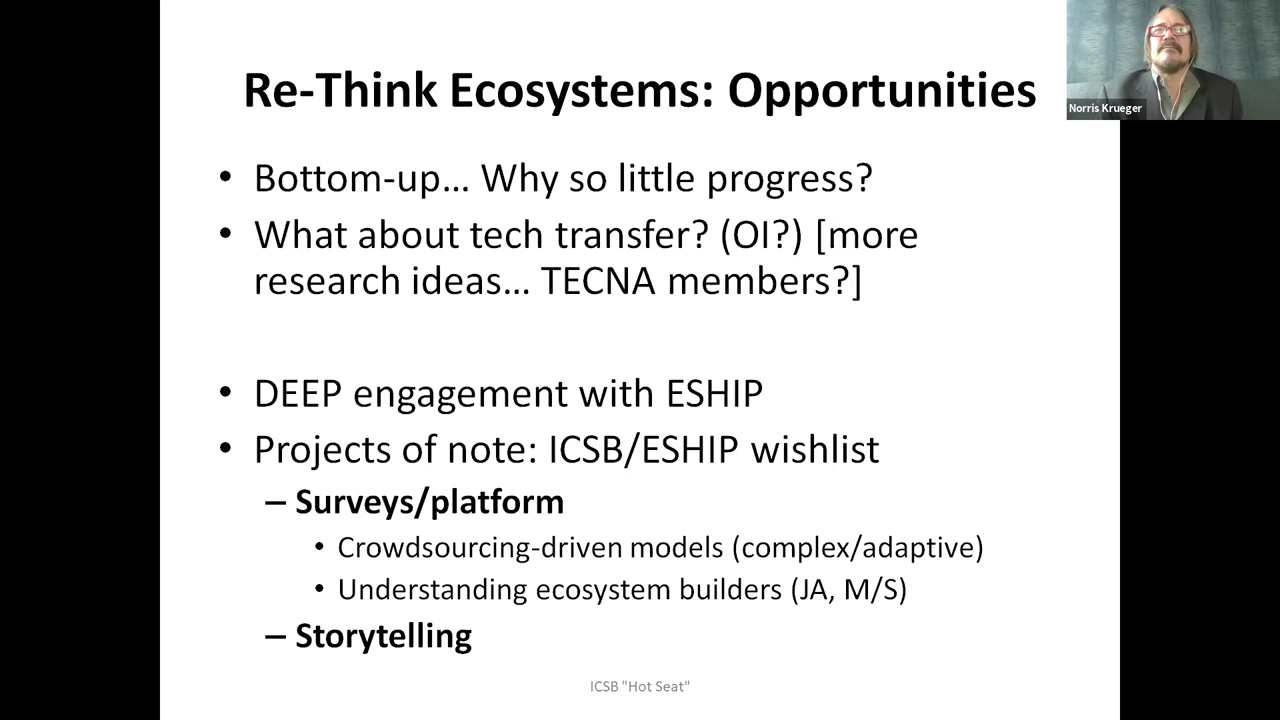 Re-Think Ecosystems: Opportunities
Norris Krueger
• Bottom-up... Why so little progress?
• What about tech transfer? (OI?) [more
research ideas... TECNA members?]
• DEEP engagement with ESHIP
• Projects of note: ICSB/ESHIP wishlist
– Surveys/platform
• Crowdsourcing-driven models (complex/adaptive)
• Understanding ecosystem builders (JA, M/S)
– Storytelling
ICSB "Hot Seat"